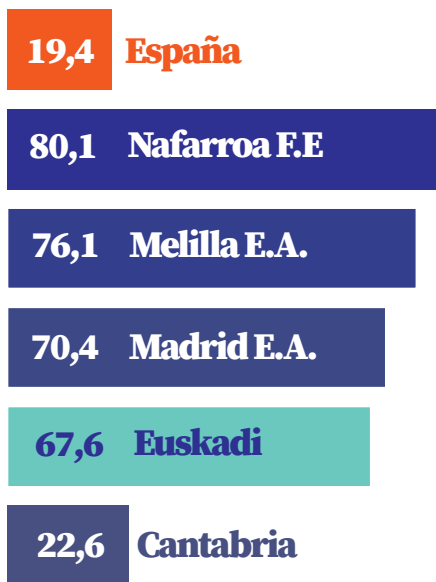 19,4 España
80,1 Nafarroa F.E
76,1 Melilla E.A.
70,4 Madrid E.A.
67,6 Euskadi
22,6 Cantabria